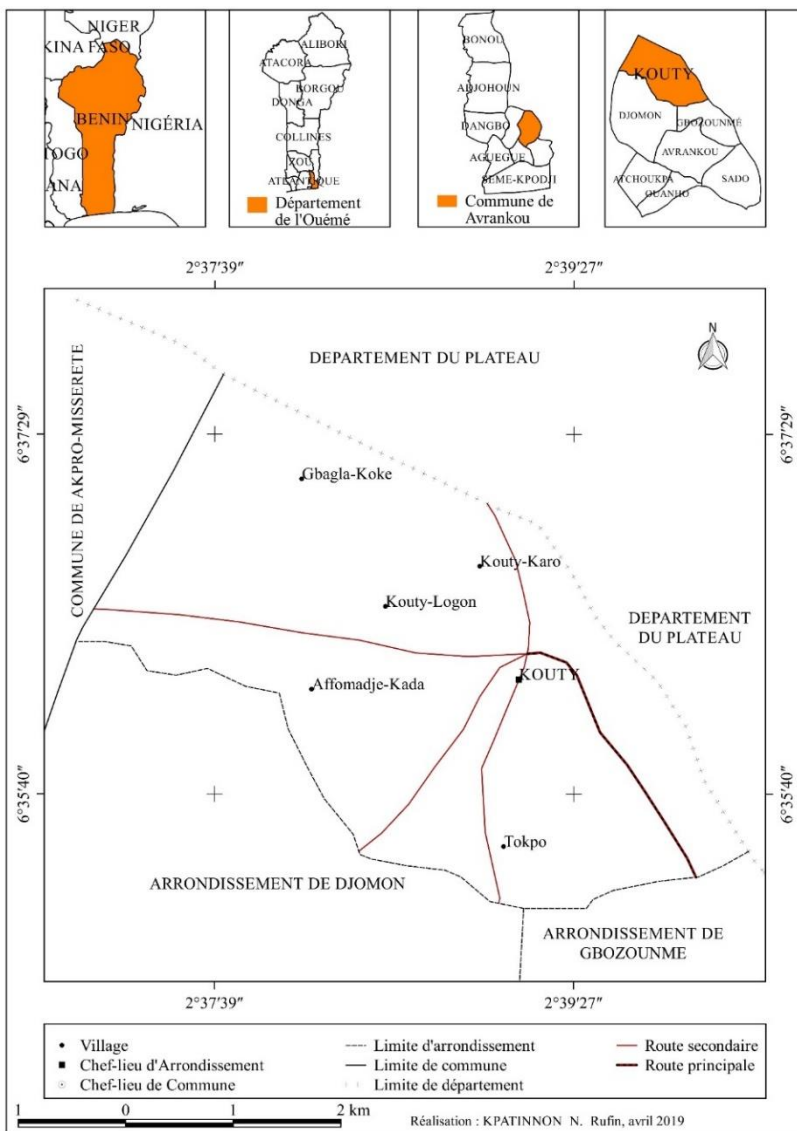 NIGER
KINA FASO
BENIN
NIGÉRIA
TOGO
ANA
ALIBORI
ATACORA
BORGOU
DONGA
COLLINES
ZOU
ATLANTIQUE
Département
de l'Ouémé
BONOU
ADJOHOUN
DANGBO
AGUEGUE
SEME-KPODJI
Commune de
Avrankou
KOUTY
DJOMON
GBOZOUNMÉ
AVRANKOU
ATCHOUKPA
SADO
OUANHO
2°37'39"
2°39'27"
N
DEPARTEMENT DU PLATEAU
COMMUNE DE AKPRO-MISSERETE
6°37'29"
6°37'29"
Gbagla-Koke
Kouty-Karo
Kouty-Logon
DEPARTEMENT
DU PLATEAU
KOUTY
Affomadje-Kada
6°35'40"
6°35'40"
Tokpo
ARRONDISSEMENT DE DJOMON
ARRONDISSEMENT DE
GBOZOUNME
2°37'39"
2°39'27"
Village
Chef-lieu d'Arrondissement
Chef-lieu de Commune
Limite d'arrondissement
Limite de commune
Limite de département
Route secondaire
Route principale
1 0 1 2 km
Réalisation : KPATINNON N. Rufin, avril 2019